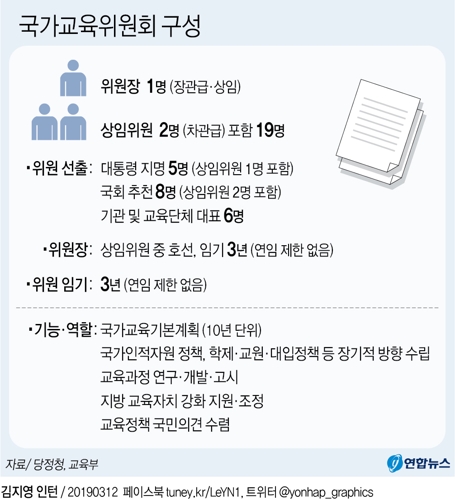 국가교육위원회 구성
위원장 1명 (장관급·상임)
상임위원 2명 (차관급) 포함 19명
·위원 선출: 대통령 지명 5명 (상임위원 1명 포함)
국회 추천 8명 (상임위원 2명 포함)
기관 및 교육단체 대표 6명
·위원장: 상임위원 중 호선, 임기 3년 (연임 제한 없음)
·위원 임기: 3년 (연임 제한 없음)
·기능·역할: 국가교육기본계획 (10년 단위)
국가인적자원 정책, 학제·교원·대입정책 등 장기적 방향 수립
교육과정 연구·개발·고시
지방 교육자치 강화 지원·조정
교육정책 국민의견 수렴
자료/ 당정청, 교육부
연합뉴스
김지영 인턴 / 20190312 페이스북 tuney.kr/LeYN1, 트위터 @yonhap_graphics